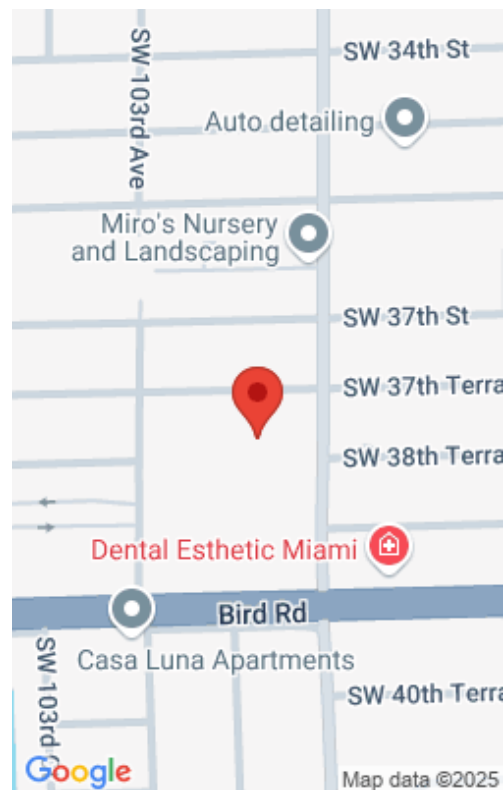 SW 34th St
SW 103rd Ave
Auto detailing
Miro's Nursery
and Landscaping
SW 37th St
SW 37th Terra
SW 38th Terra
Dental Esthetic Miami
Bird Rd
Casa Luna Apartments
SW 103rd
SW 40th Terra
Google
Map data ©2025